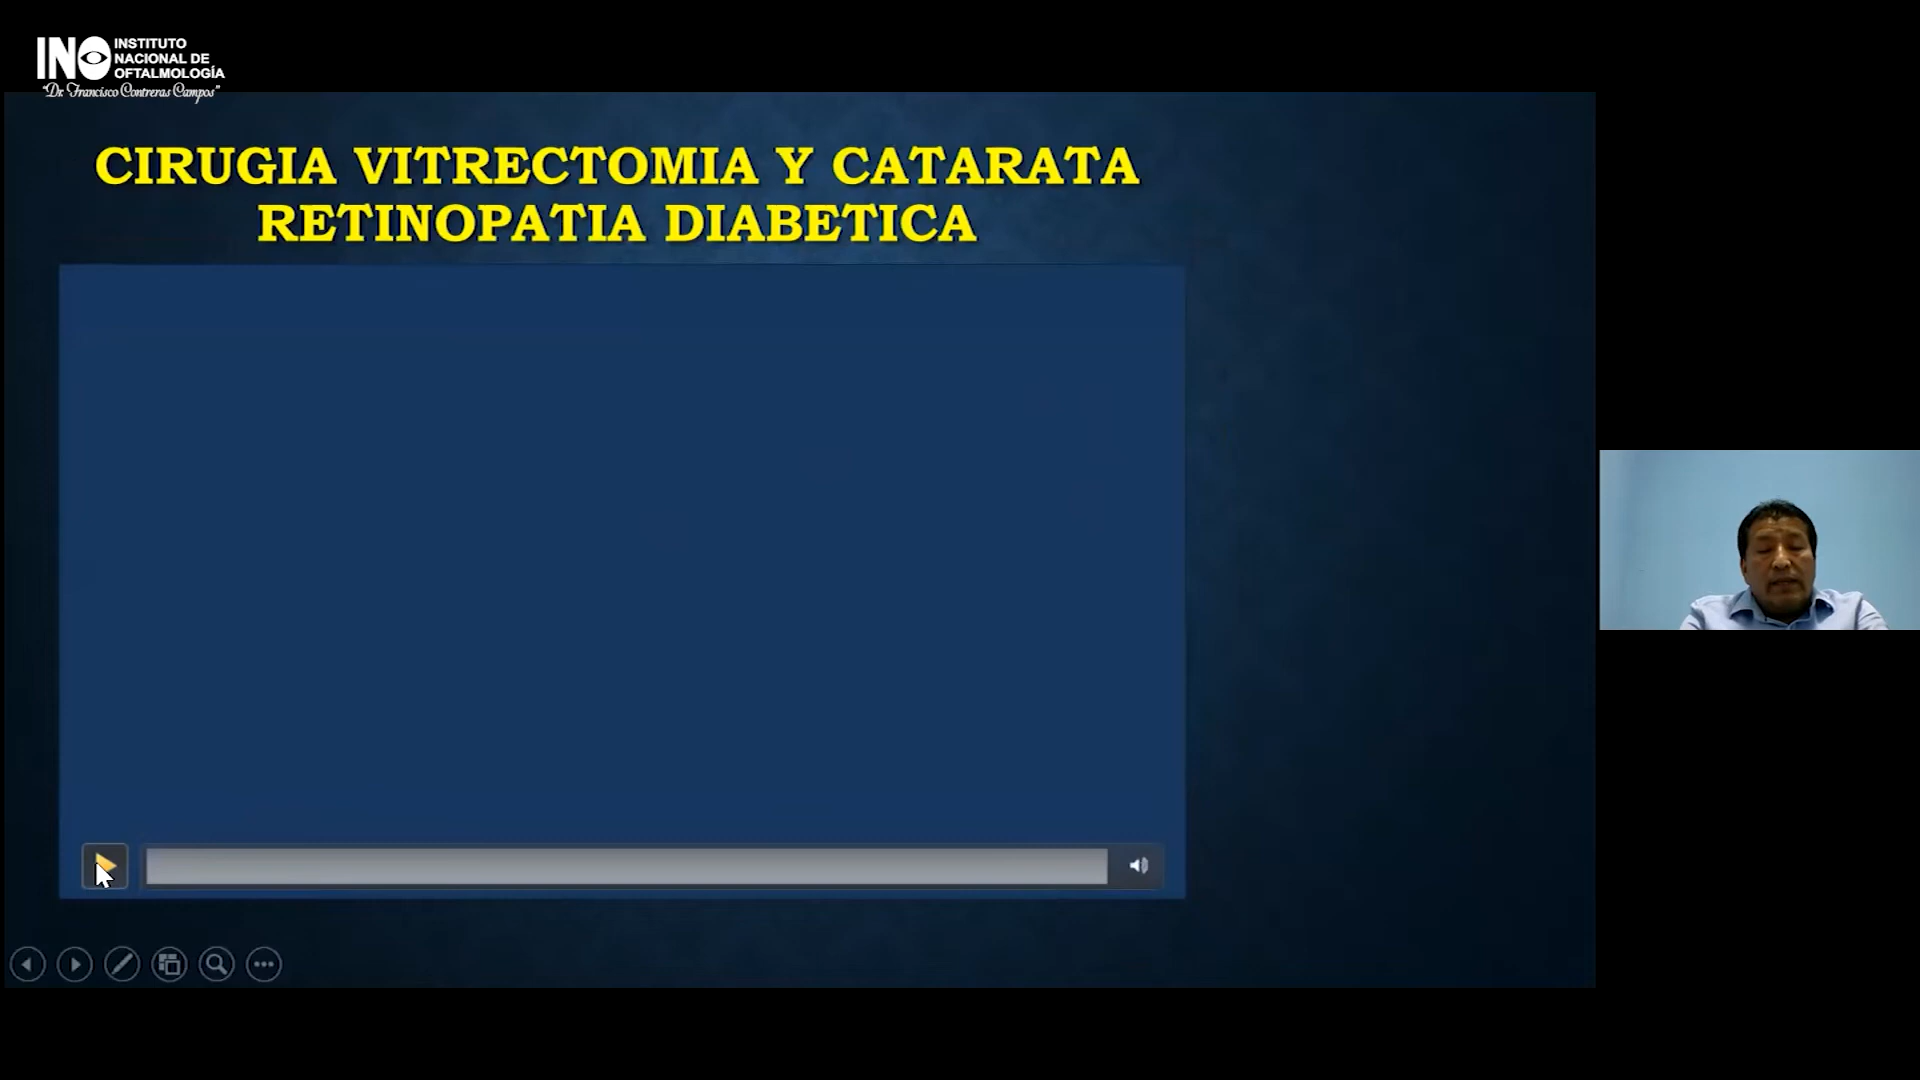 INO INSTITUTO
NACIONAL DE
OFTALMOLOGÍA
"Dr. Francisco Contreras Campos"
CIRUGIA VITRECTOMIA Y CATARATA
RETINOPATIA DIABETICA